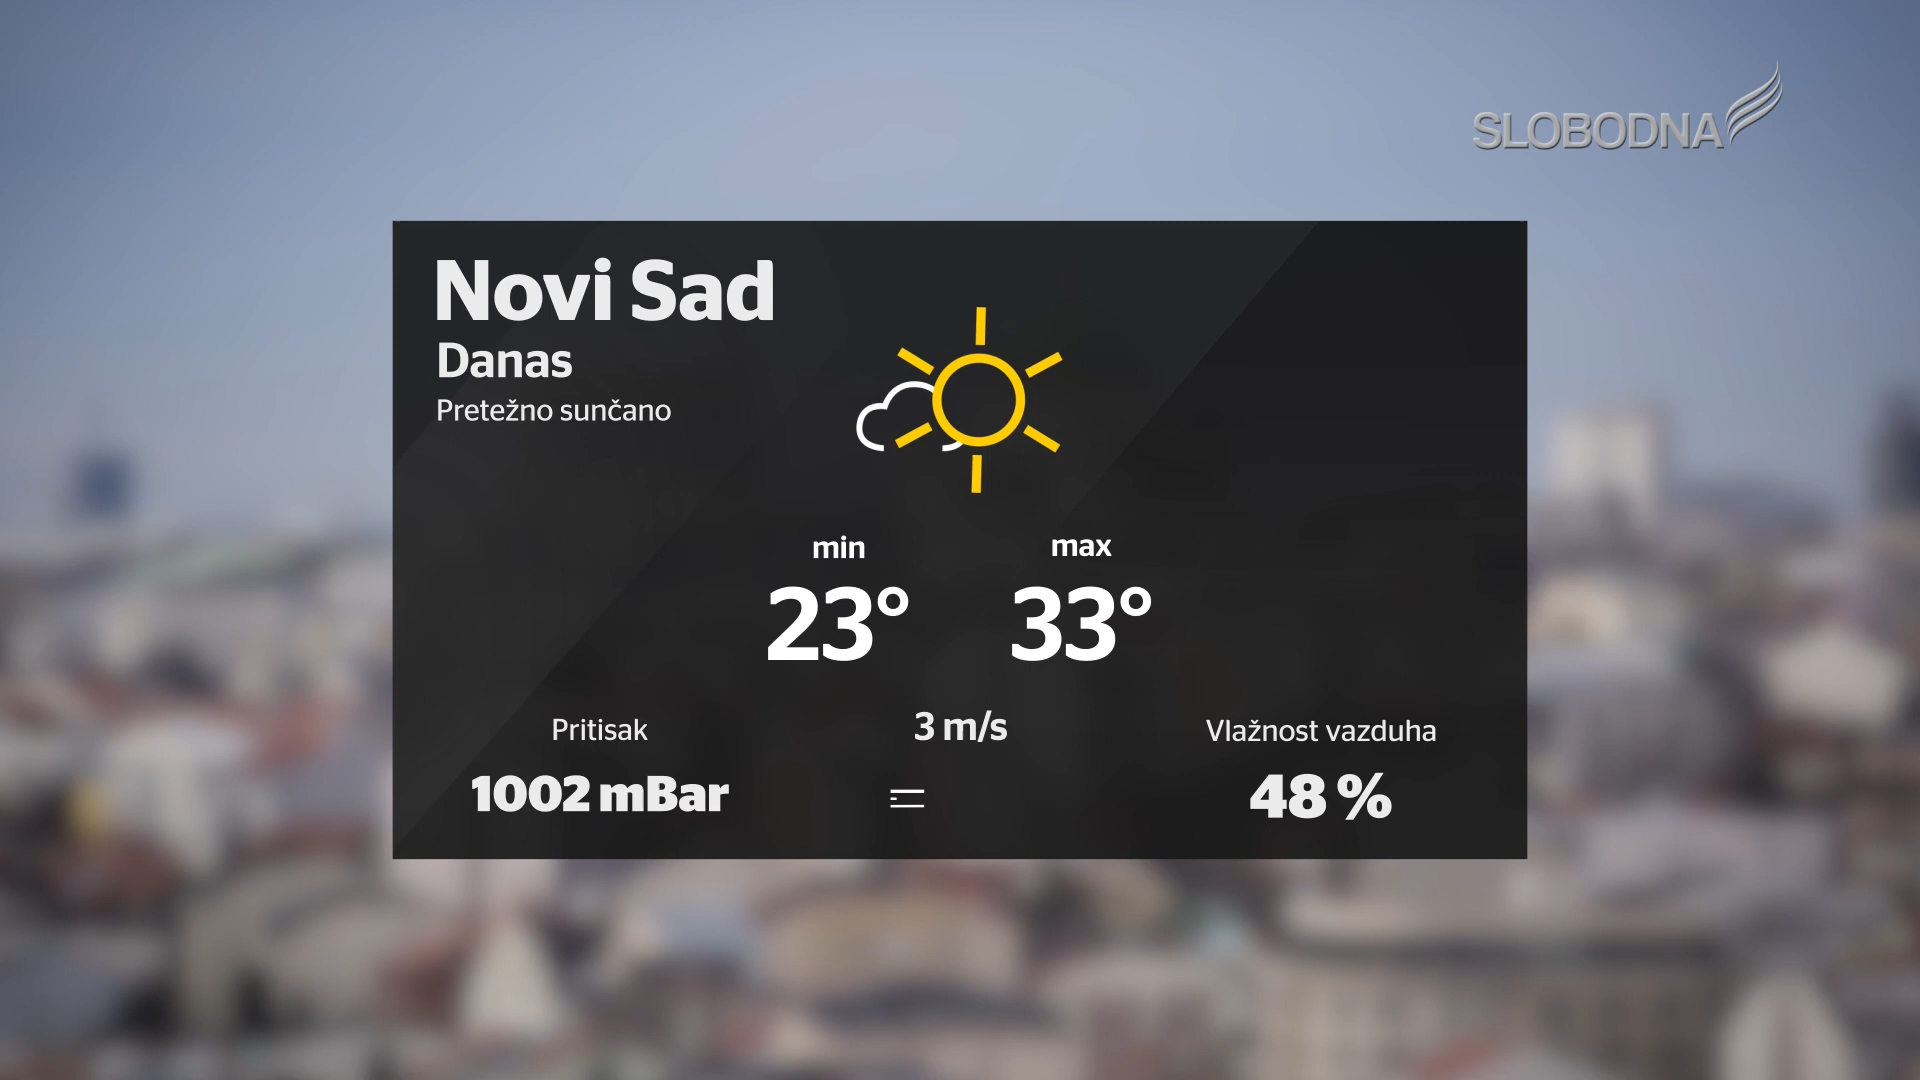 SLOBODNA
Novi Sad
Danas
Pretežno sunčano
min
max
23°
33°
Pritisak
3 m/s
Vlažnost vazduha
1002 mBar
48 %